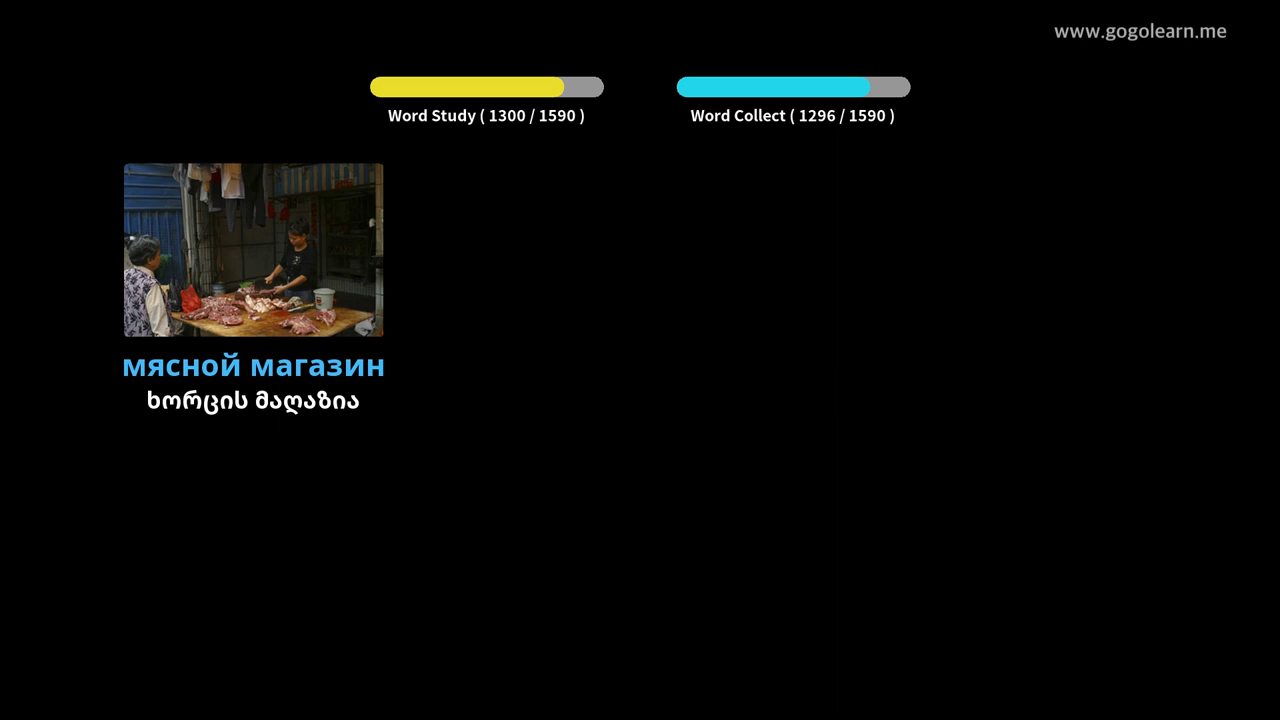 www.gogolearn.me
Word Study ( 1300 / 1590 )
Word Collect ( 1296 / 1590 )
мясной магазин
ხორცის მაღაზია